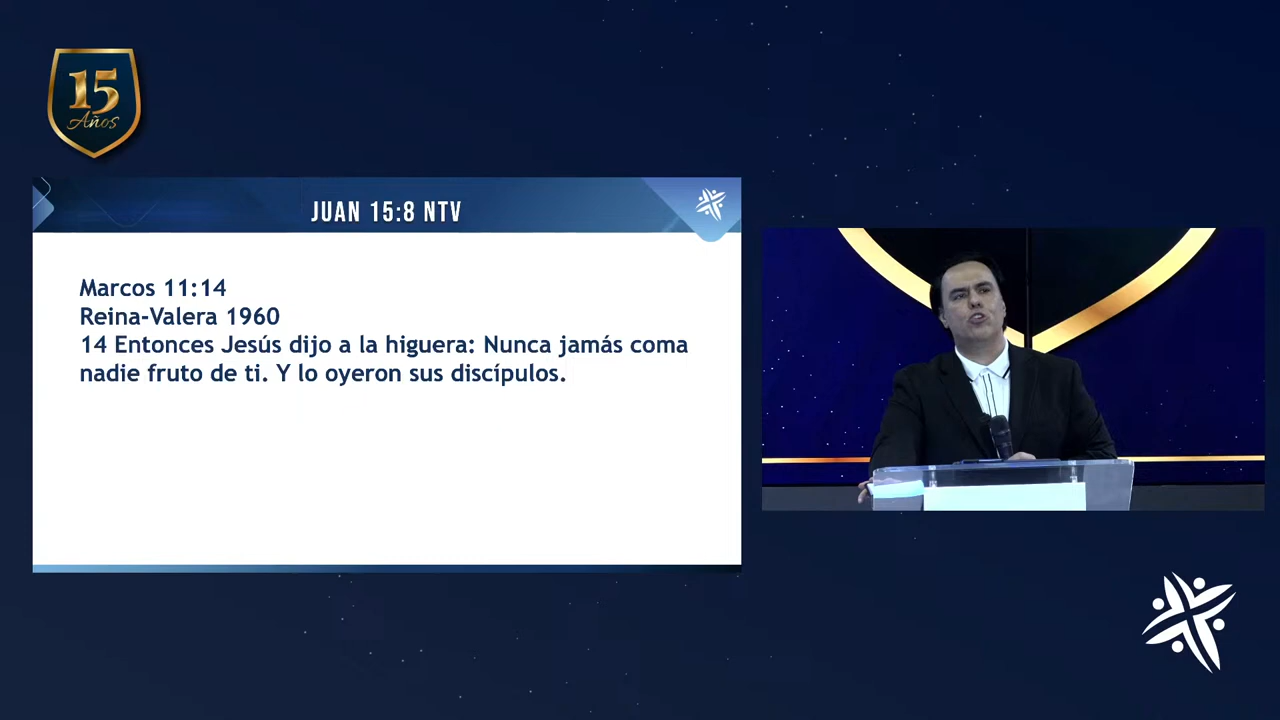 15
Años
JUAN 15:8 NTV
Marcos 11:14
Reina-Valera 1960
14 Entonces Jesús dijo a la higuera: Nunca jamás coma
nadie fruto de ti. Y lo oyeron sus discípulos.